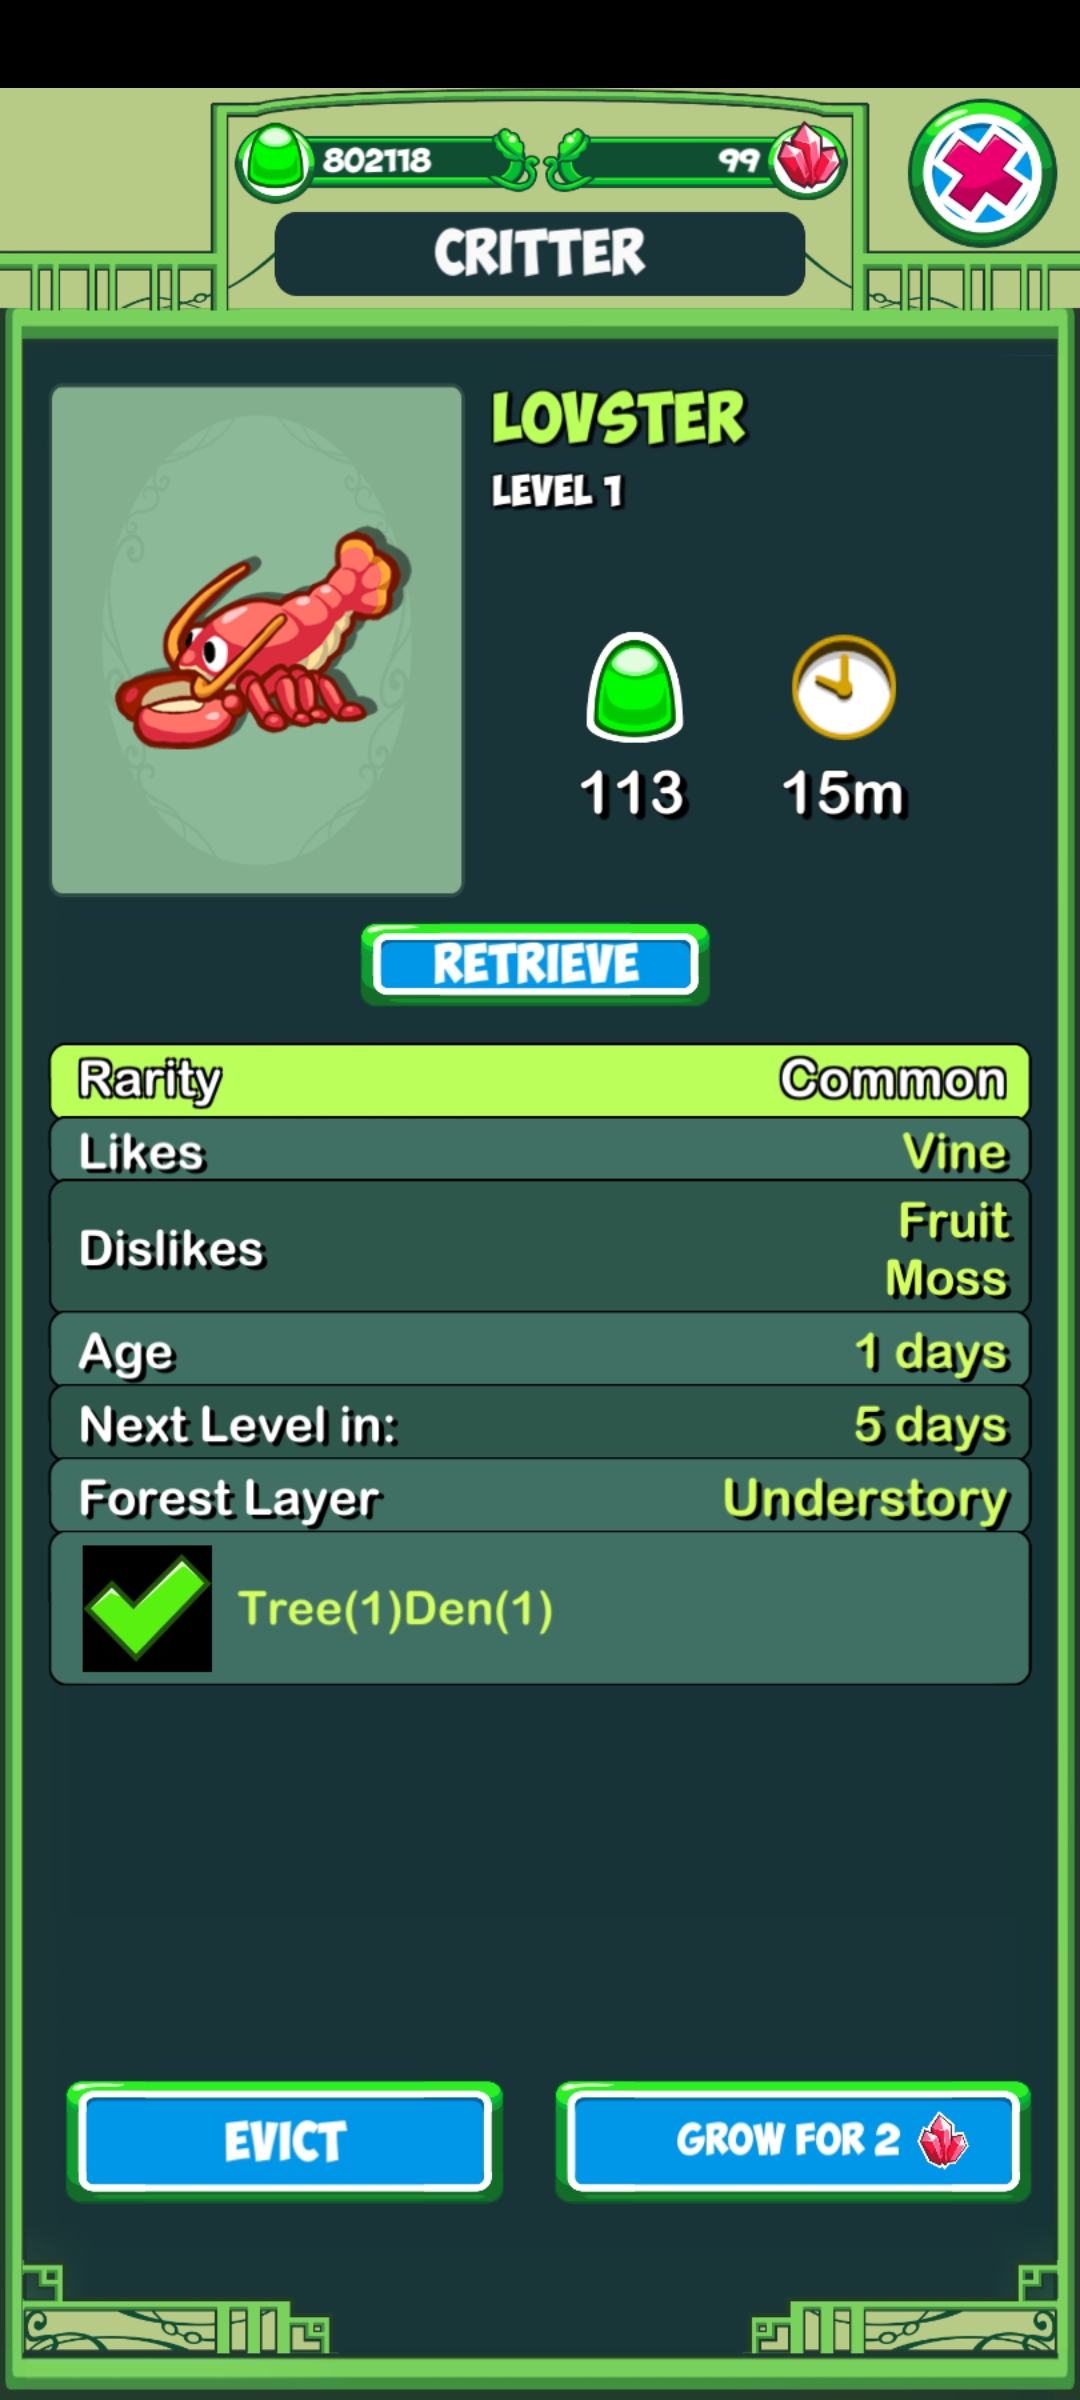 802118
99
CRITTER
LOVSTER
LEVEL 1
113
15m
RETRIEVE
Rarity Common
Likes Vine
Dislikes Fruit
Moss
Age 1 days
Next Level in: 5 days
Forest Layer Understory
Tree(1)Den(1)
EVICT
GROW FOR 2